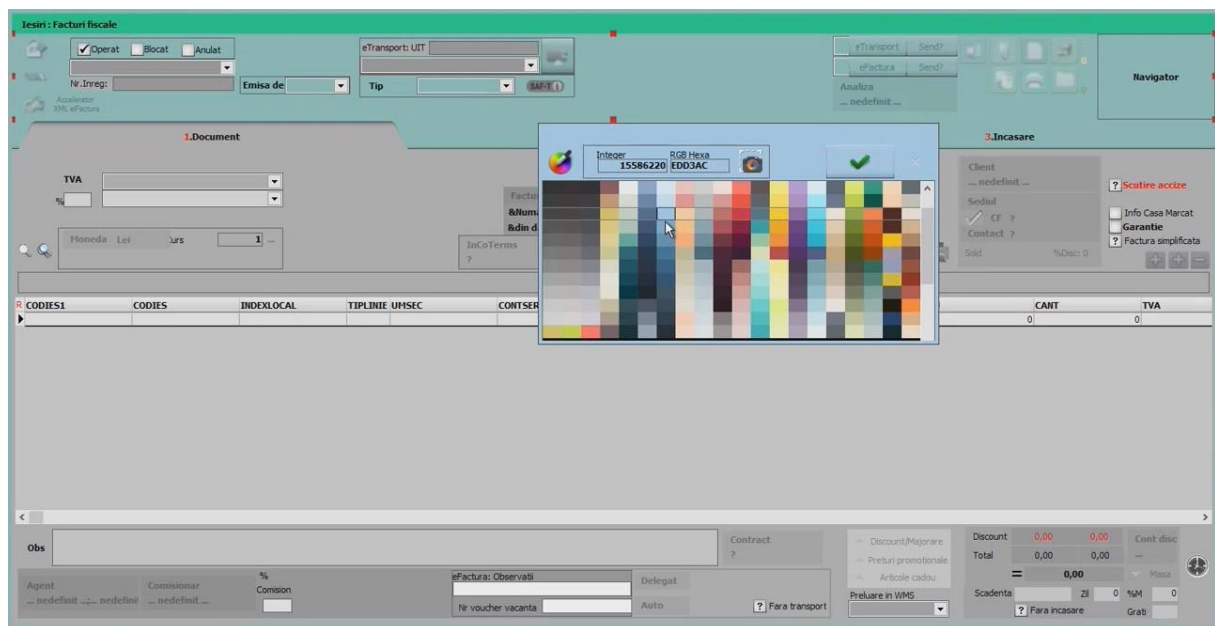 Iesiri : Facturi fiscale
Operat Blocat Anulat
eTransport: UIT
eTransport Send?
eFactura Send?
Nr.Inreg:
Emisa de
Tip
SAF-T
Analiza
... nedefinit ...
Navigator
Accelerator
XML eFactura
1.Document
3.Incasare
Integer RGB Hexa
15586220 EDD3AC
TVA
%
Client
... nedefinit ...
Sediul
CF ?
Contact ?
Sold %Disc: 0
? Scutire accize
Info Casa Marcat
Garantie
? Factura simplificata
Factu
&Num
&din d
Moneda Lei urs 1 ...
InCoTerms
?
R CODIES1 CODIES INDEXLOCAL TIPLINIE UMSEC CONTSER CANT TVA
0 0
Obs
Contract
?
Discount/Majorare
Preturi promotionale
Articole cadou
Discount 0,00 0,00 Cont disc
Total 0,00 0,00 ...
= 0,00 Masa
Agent
... nedefinit ...
Comisionar
... nedefinit ...
%
Comision
eFactura: Observatii
Nr voucher vacanta
Delegat
Auto
? Fara transport
Preluare in WMS
Scadenta Zil 0 %M 0
? Fara incasare Grati